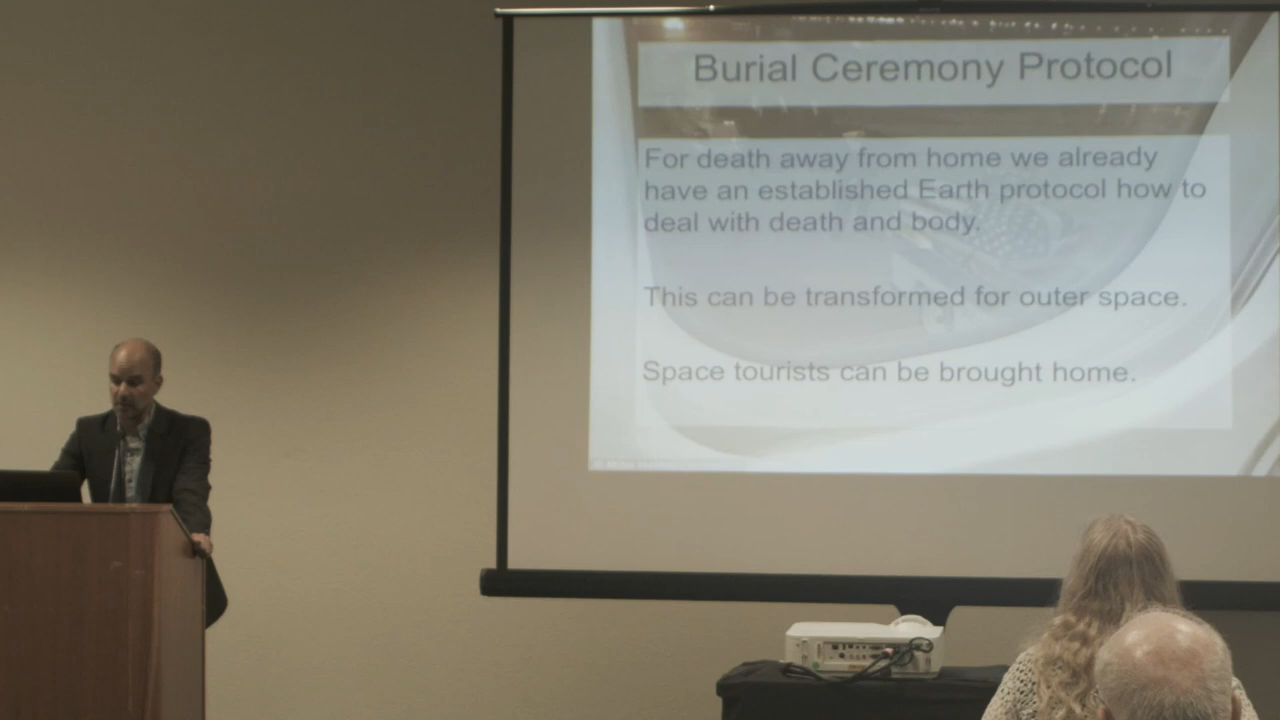 Burial Ceremony Protocol
For death away from home we already
have an established Earth protocol how to
deal with death and body.
This can be transformed for outer space.
Space tourists can be brought home.